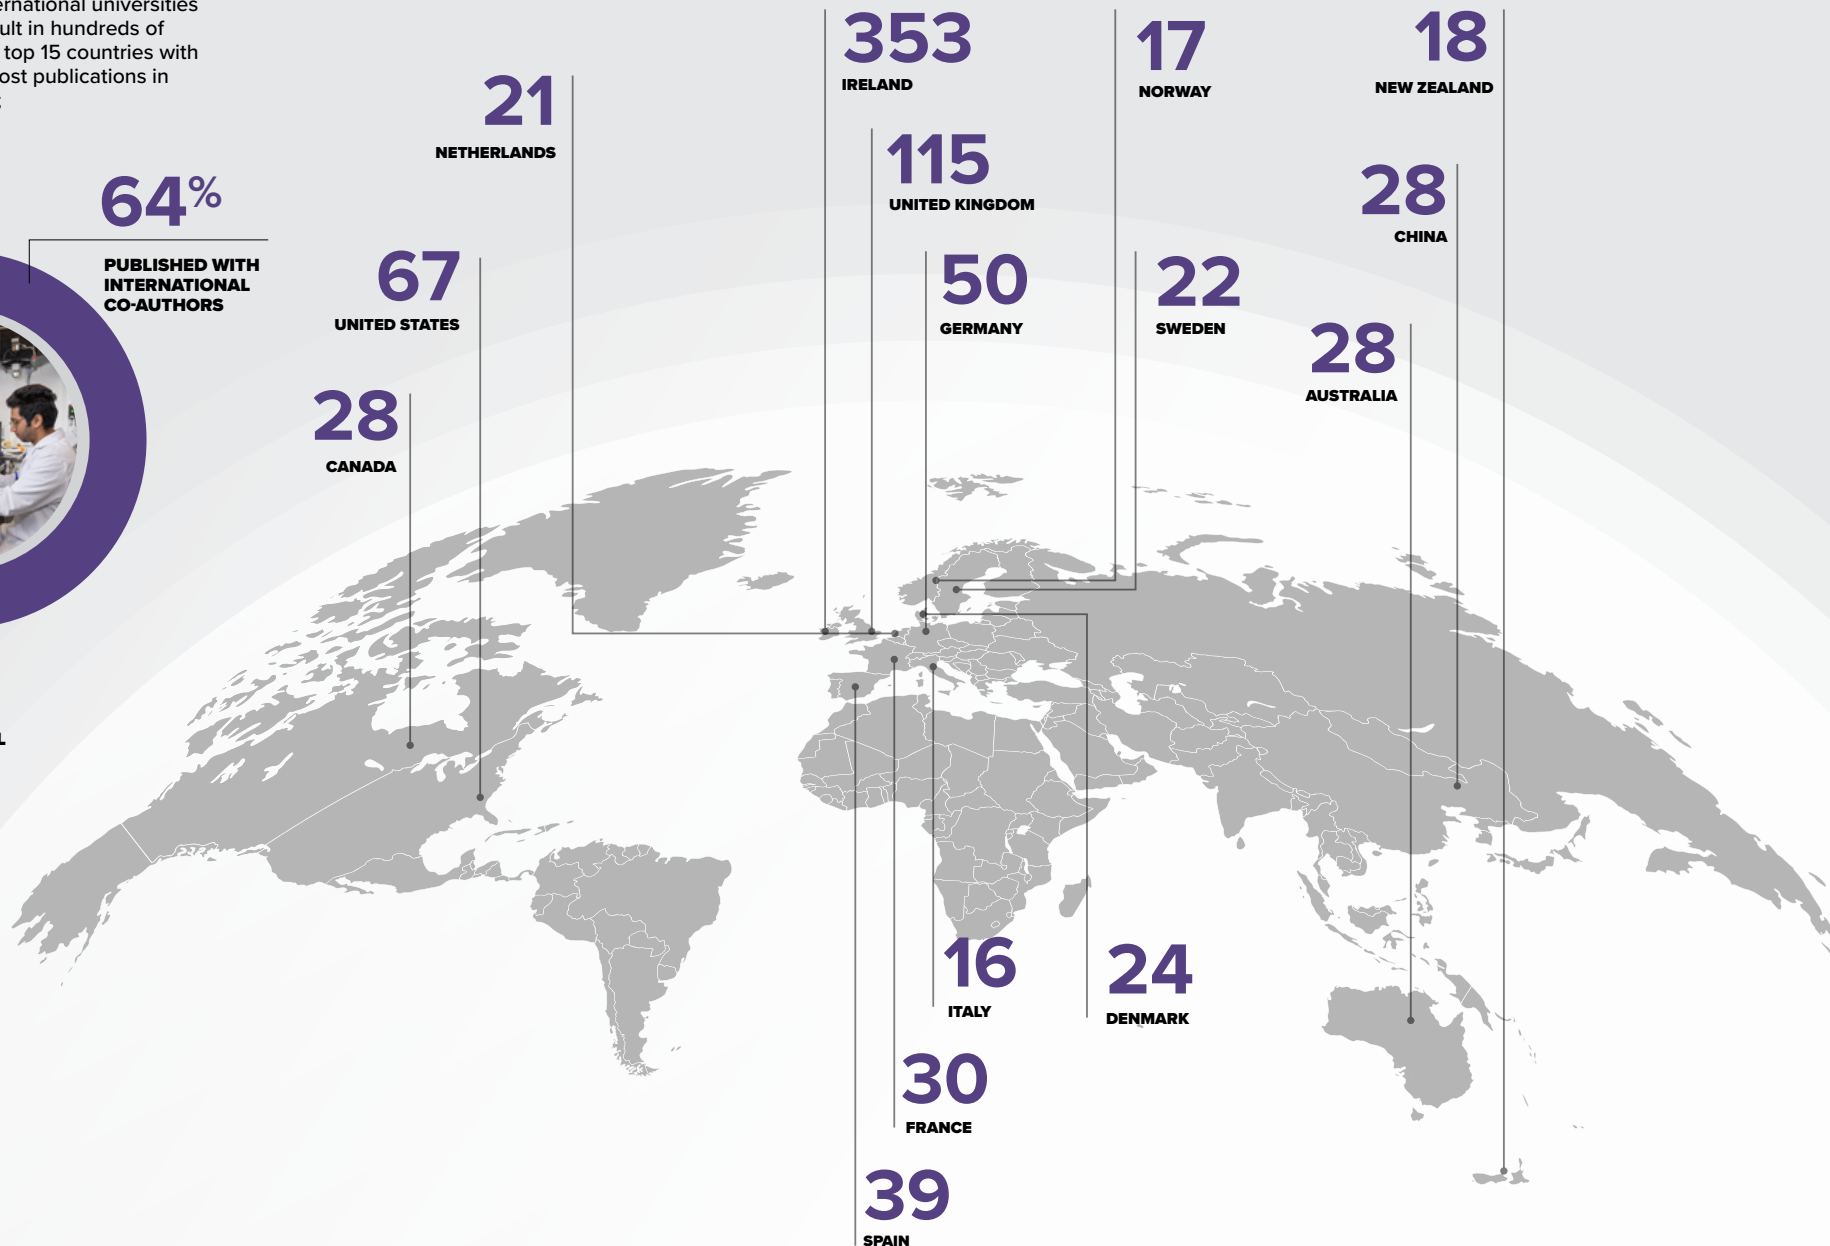 universities
in hundreds of
top 15 countries with
publications in
64%
PUBLISHED WITH
INTERNATIONAL
CO-AUTHORS
21
NETHERLANDS
67
UNITED STATES
28
CANADA
353
IRELAND
115
UNITED KINGDOM
50
GERMANY
17
NORWAY
22
SWEDEN
18
NEW ZEALAND
28
CHINA
28
AUSTRALIA
16
ITALY
24
DENMARK
30
FRANCE
39
SPAIN